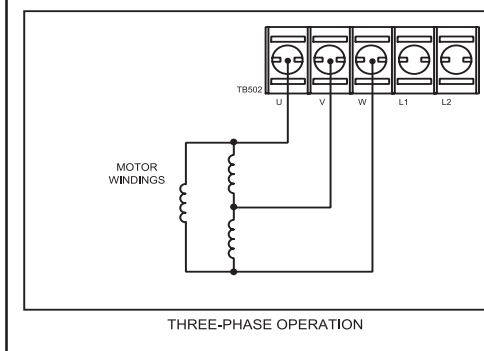 TB502
U V W L1 L2
MOTOR
WINDINGS
THREE-PHASE OPERATION